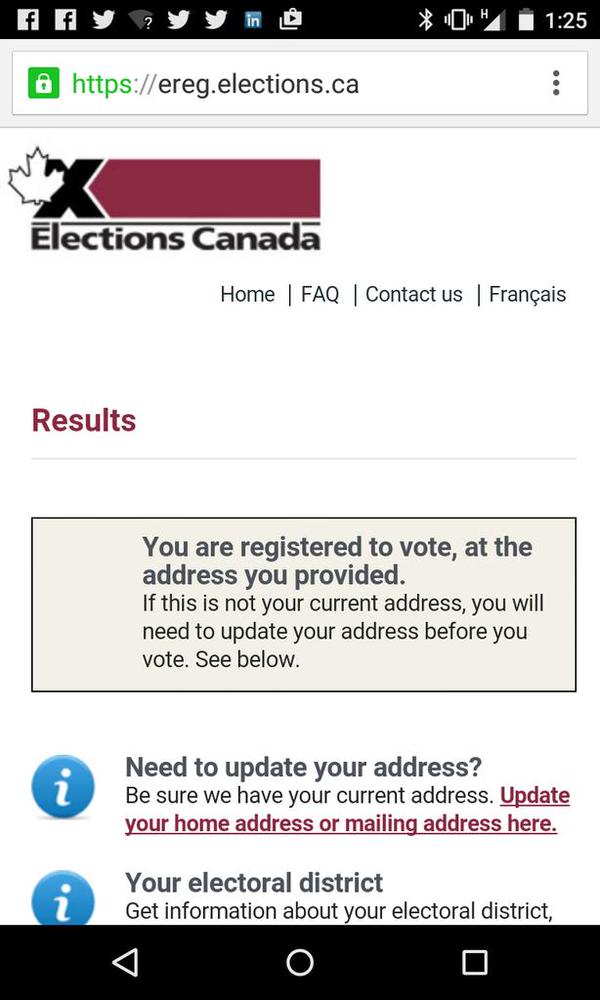 H 1:25
https://ereg.elections.ca
Elections Canada
Home | FAQ | Contact us | Français
Results
You are registered to vote, at the
address you provided.
If this is not your current address, you will
need to update your address before you
vote. See below.
Need to update your address?
Be sure we have your current address. Update
your home address or mailing address here.
Your electoral district
Get information about your electoral district,